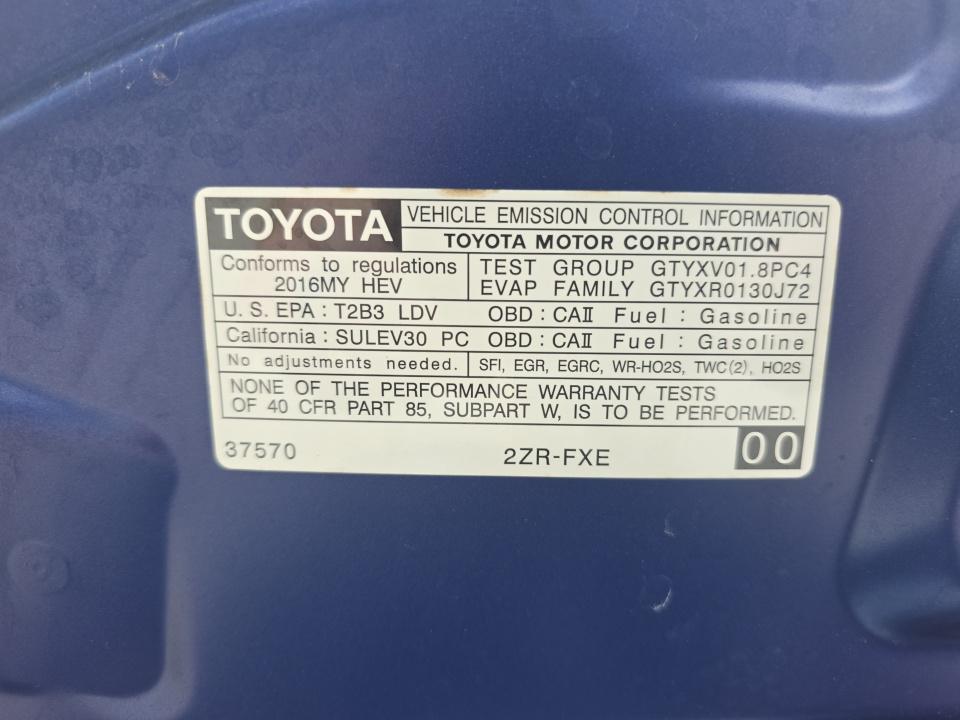 TOYOTA VEHICLE EMISSION CONTROL INFORMATION
TOYOTA MOTOR CORPORATION
Conforms to regulations
2016MY HEV
TEST GROUP GTYXV01.8PC4
EVAP FAMILY GTYXR0130J72
U. S. EPA : T2B3 LDV OBD : CAII Fuel : Gasoline
California : SULEV30 PC OBD : CAII Fuel : Gasoline
No adjustments needed. SFI, EGR, EGRC, WR-HO2S, TWC(2), HO2S
NONE OF THE PERFORMANCE WARRANTY TESTS
OF 40 CFR PART 85, SUBPART W, IS TO BE PERFORMED.
37570 2ZR-FXE 00